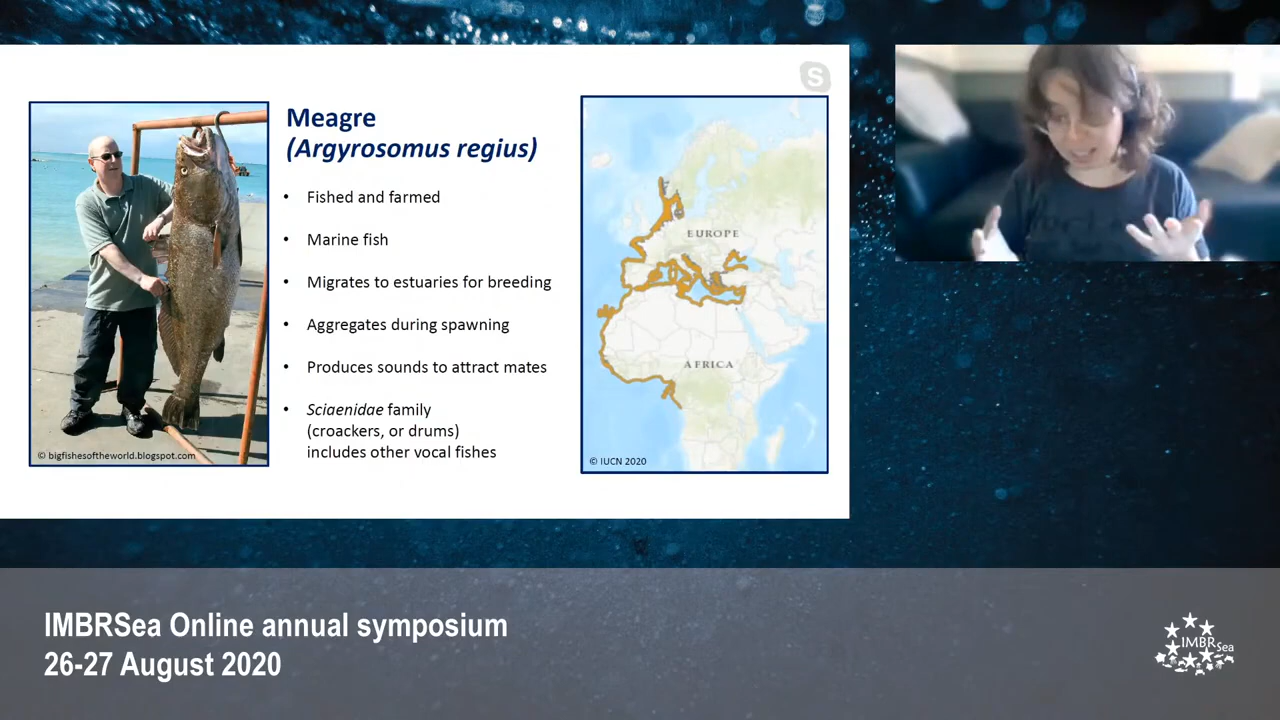 S
Meagre
(Argyrosomus regius)
• Fished and farmed
• Marine fish
• Migrates to estuaries for breeding
• Aggregates during spawning
• Produces sounds to attract mates
• Sciaenidae family
(croackers, or drums)
includes other vocal fishes
© bigfishesoftheworld.blogspot.com
EUROPE
AFRICA
© IUCN 2020
IMBRSea Online annual symposium
26-27 August 2020
IMBRSea